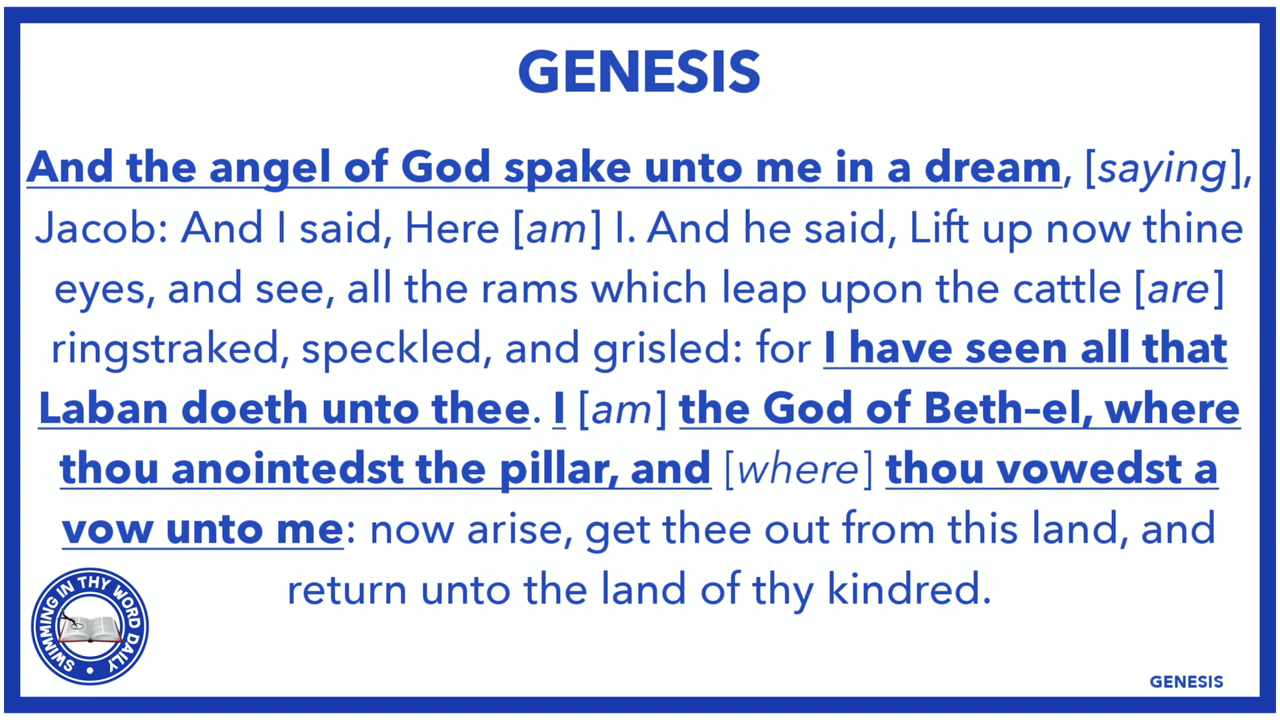 GENESIS
And the angel of God spake unto me in a dream, [saying],
Jacob: And I said, Here [am] I. And he said, Lift up now thine
eyes, and see, all the rams which leap upon the cattle [are]
ringstraked, speckled, and grisled: for I have seen all that
Laban doeth unto thee. I [am] the God of Beth-el, where
thou anointedst the pillar, and [where] thou vowedst a
vow unto me: now arise, get thee out from this land, and
return unto the land of thy kindred.
SWIMMING IN THY WORD DAILY •
GENESIS